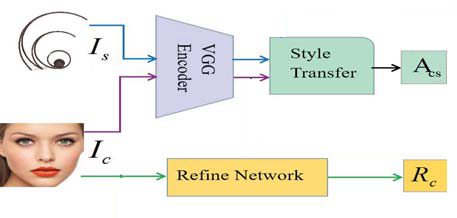 I_s
VGG
Encoder
Style
Transfer
A_cs
I_c
Refine Network
R_c